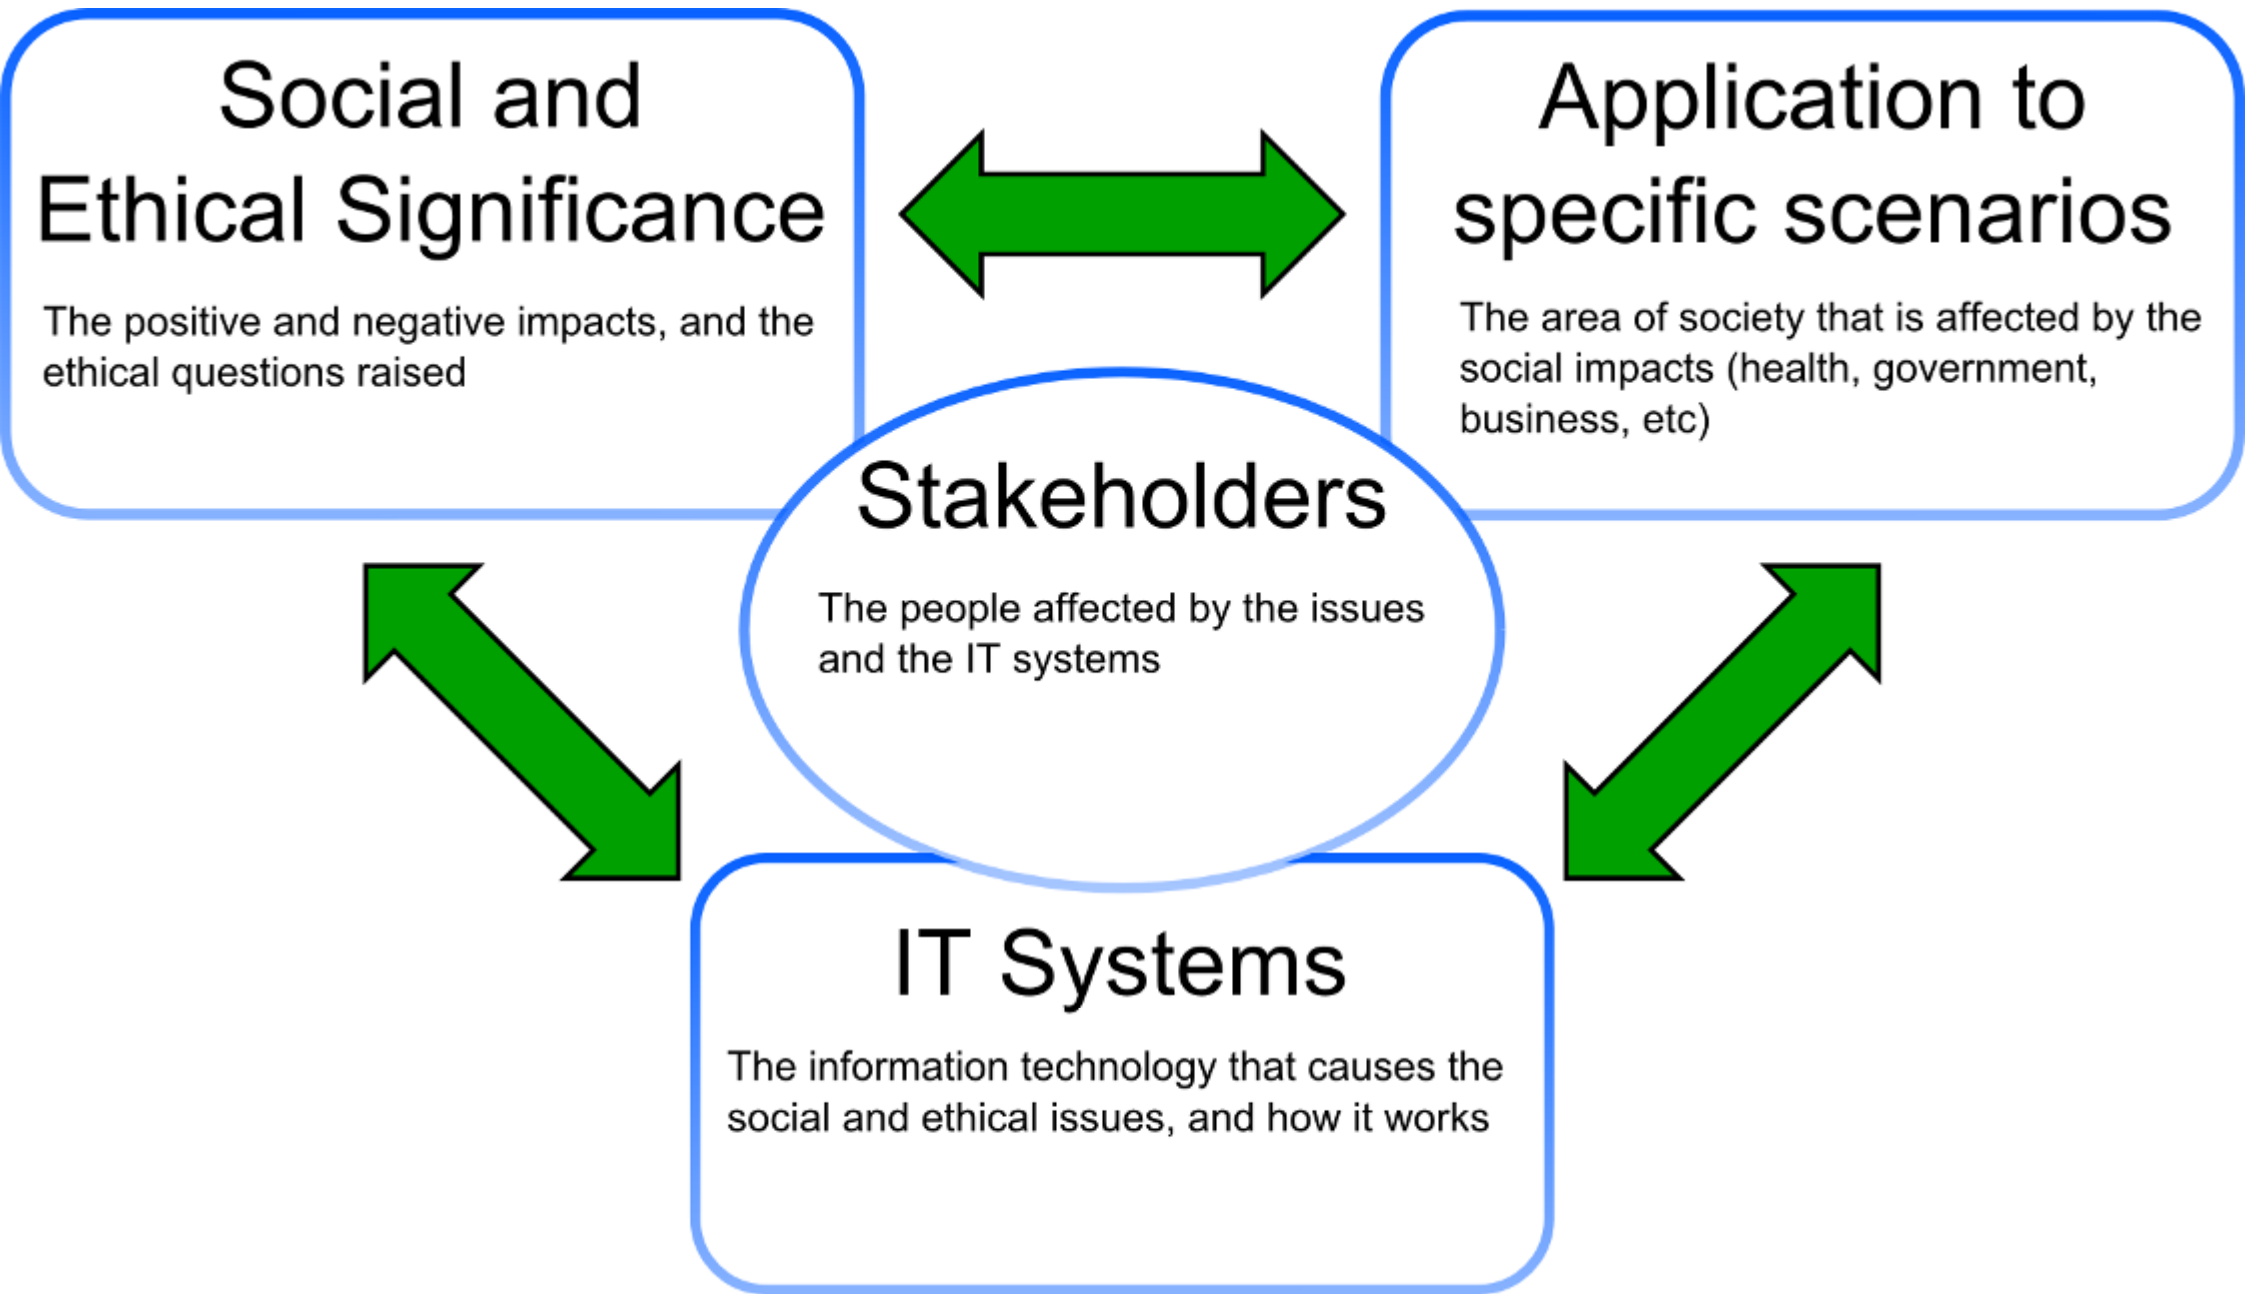 Social and
Ethical Significance
The positive and negative impacts, and the
ethical questions raised
Application to
specific scenarios
The area of society that is affected by the
social impacts (health, government,
business, etc)
Stakeholders
The people affected by the issues
and the IT systems
IT Systems
The information technology that causes the
social and ethical issues, and how it works